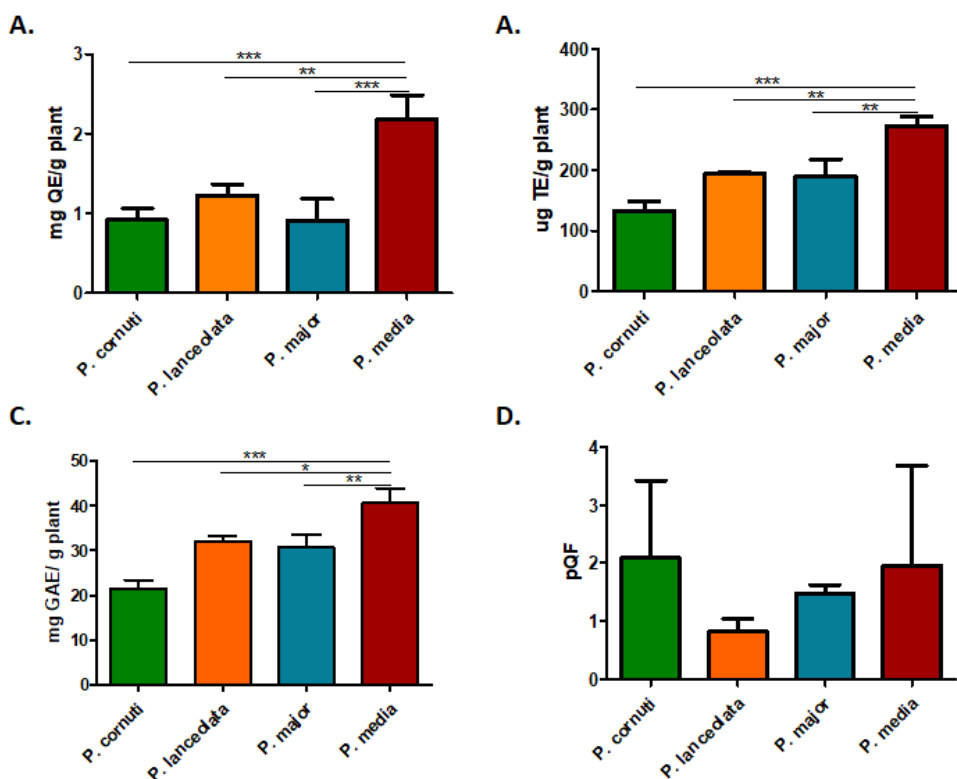 A.
mg QE/g plant
3
2
1
0
***
**
***
P. cornuti
P. lanceolata
P. major
P. media
A.
ug TE/g plant
400
300
200
100
0
***
**
**
P. cornuti
P. lanceolata
P. major
P. media
C.
mg GAE/ g plant
50
40
30
20
10
0
***
*
**
P. cornuti
P. lanceolata
P. major
P. media
D.
pQF
4
3
2
1
0
P. cornuti
P. lanceolata
P. major
P. media